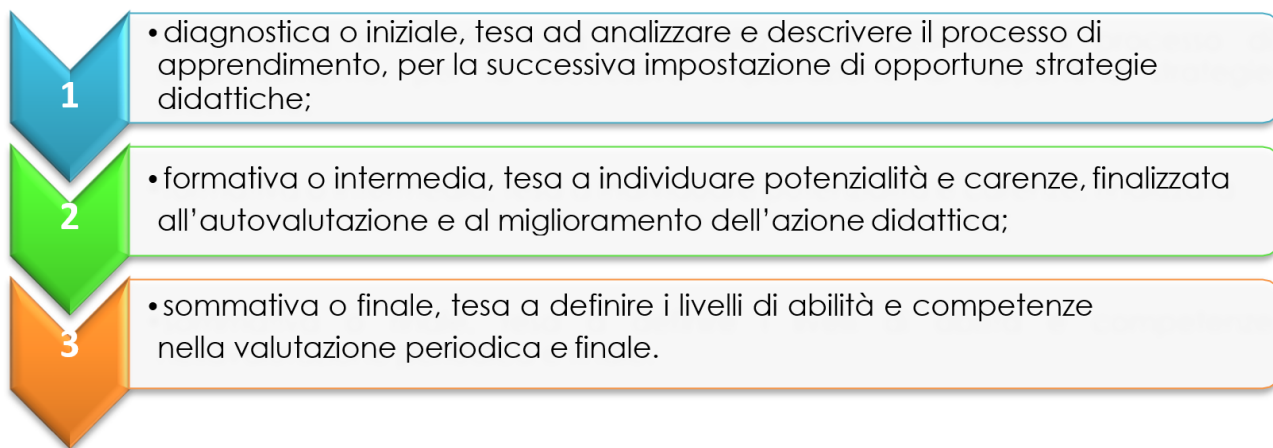 1
• diagnostica o iniziale, tesa ad analizzare e descrivere il processo di
apprendimento, per la successiva impostazione di opportune strategie
didattiche;
2
• formativa o intermedia, tesa a individuare potenzialità e carenze, finalizzata
all'autovalutazione e al miglioramento dell'azione didattica;
3
• sommativa o finale, tesa a definire i livelli di abilità e competenze
nella valutazione periodica e finale.